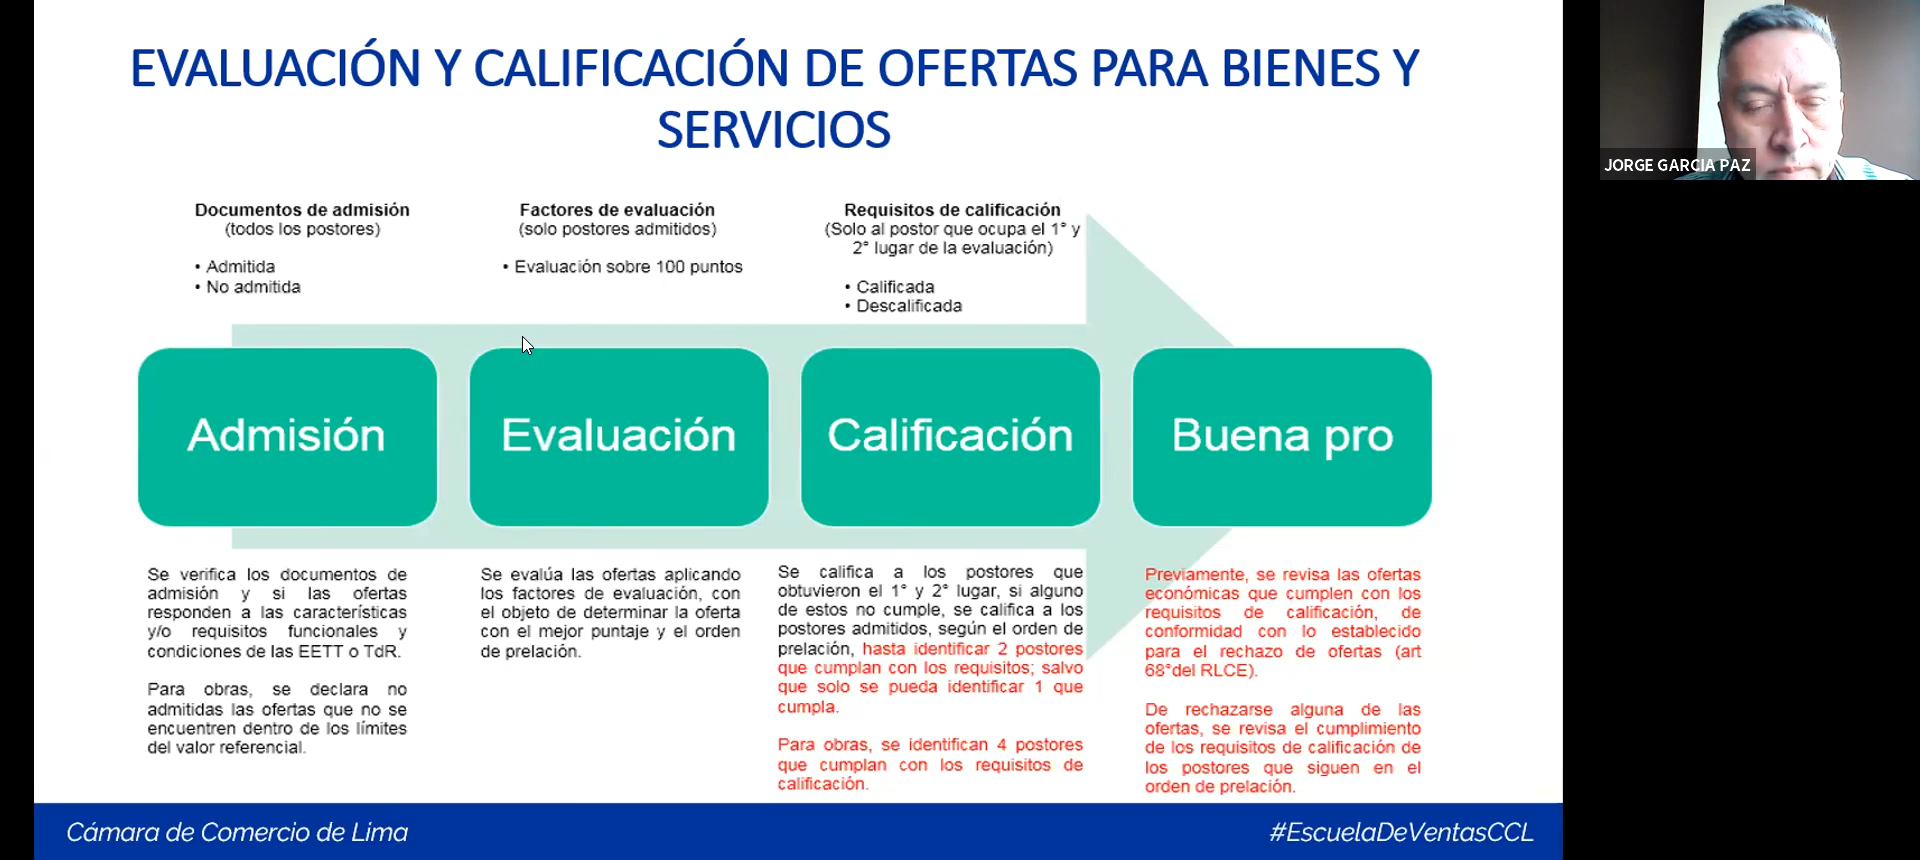 EVALUACIÓN Y CALIFICACIÓN DE OFERTAS PARA BIENES Y
SERVICIOS
JORGE GARCIA PAZ
Documentos de admisión
(todos los postores)
• Admitida
• No admitida
Factores de evaluación
(solo postores admitidos)
• Evaluación sobre 100 puntos
Requisitos de calificación
(Solo al postor que ocupa el 1° y
2° lugar de la evaluación)
• Calificada
• Descalificada
Admisión
Evaluación
Calificación
Buena pro
Se verifica los documentos de
admisión y si las ofertas
responden a las características
y/o requisitos funcionales y
condiciones de las EETT o TdR.
Para obras, se declara no
admitidas las ofertas que no se
encuentren dentro de los límites
del valor referencial.
Se evalúa las ofertas aplicando
los factores de evaluación, con
el objeto de determinar la oferta
con el mejor puntaje y el orden
de prelación.
Se califica a los postores que
obtuvieron el 1° y 2° lugar, si alguno
de estos no cumple, se califica a los
postores admitidos, según el orden de
prelación, hasta identificar 2 postores
que cumplan con los requisitos; salvo
que solo se pueda identificar 1 que
cumpla.
Para obras, se identifican 4 postores
que cumplan con los requisitos de
calificación.
Previamente, se revisa las ofertas
económicas que cumplen con los
requisitos de calificación, de
conformidad con lo establecido
para el rechazo de ofertas (art
68°del RLCE).
De rechazarse alguna de las
ofertas, se revisa el cumplimiento
de los requisitos de calificación de
los postores que siguen en el
orden de prelación.
Cámara de Comercio de Lima
#EscuelaDeVentasCCL